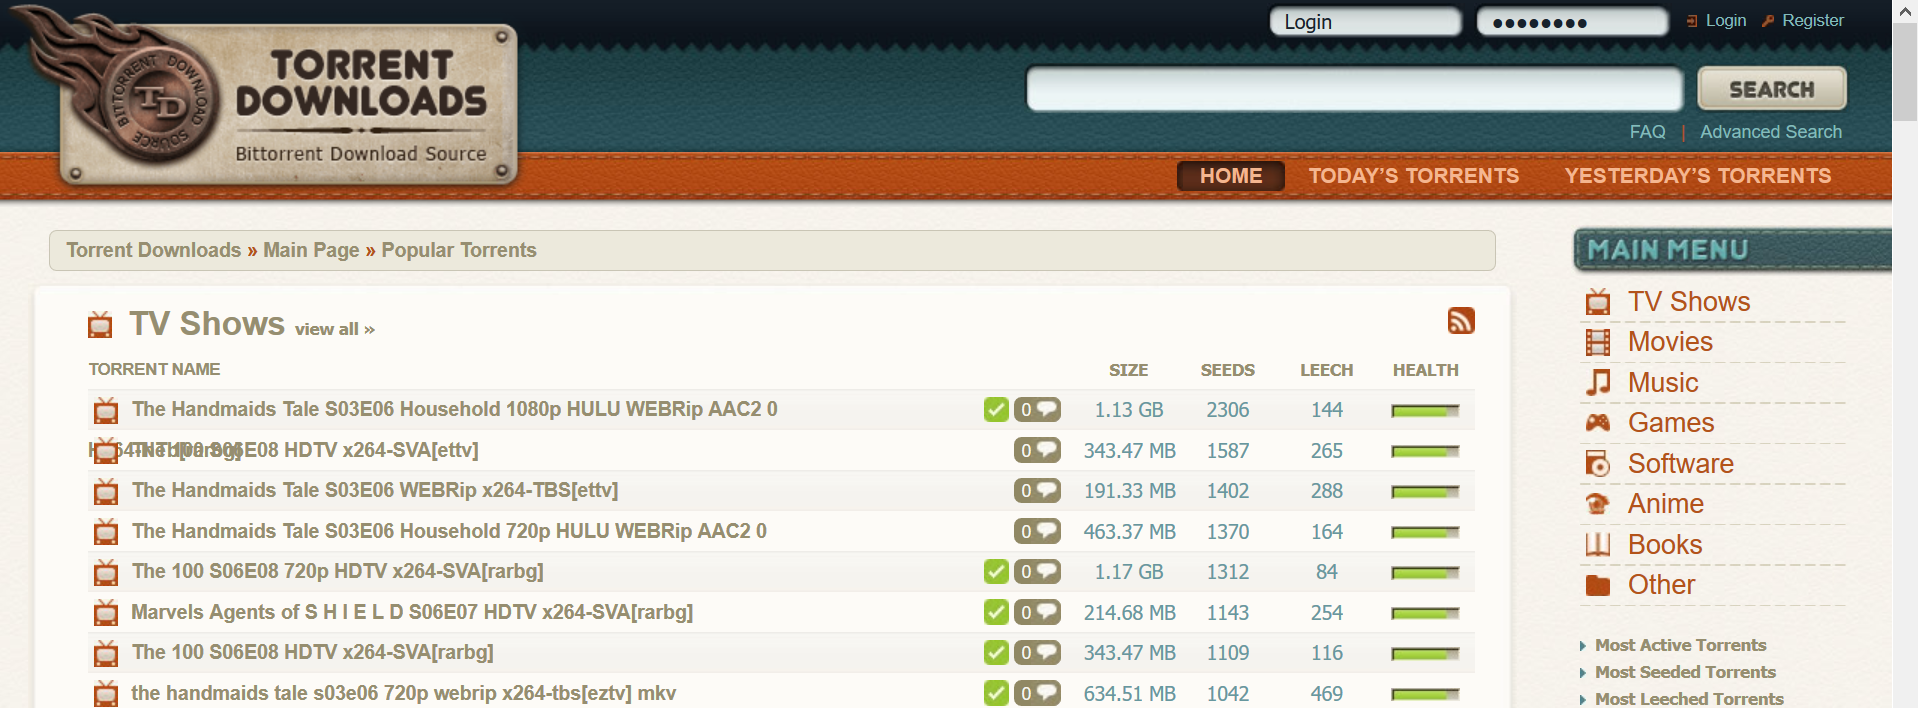 Login ●●●●●●●● Login Register
BITTORRENT DOWNLOAD SOURCE
TD
TORRENT
DOWNLOADS
Bittorrent Download Source
SEARCH
FAQ | Advanced Search
HOME TODAY'S TORRENTS YESTERDAY'S TORRENTS
Torrent Downloads » Main Page » Popular Torrents
TV Shows view all »
TORRENT NAME SIZE SEEDS LEECH HEALTH
The Handmaids Tale S03E06 Household 1080p HULU WEBRip AAC2 0 0 1.13 GB 2306 144
The 100 S06E08 HDTV x264-SVA[ettv] 0 343.47 MB 1587 265
The Handmaids Tale S03E06 WEBRip x264-TBS[ettv] 0 191.33 MB 1402 288
The Handmaids Tale S03E06 Household 720p HULU WEBRip AAC2 0 0 463.37 MB 1370 164
The 100 S06E08 720p HDTV x264-SVA[rarbg] 0 1.17 GB 1312 84
Marvels Agents of S H I E L D S06E07 HDTV x264-SVA[rarbg] 0 214.68 MB 1143 254
The 100 S06E08 HDTV x264-SVA[rarbg] 0 343.47 MB 1109 116
the handmaids tale s03e06 720p webrip x264-tbs[eztv] mkv 0 634.51 MB 1042 469
MAIN MENU
TV Shows
Movies
Music
Games
Software
Anime
Books
Other
Most Active Torrents
Most Seeded Torrents
Most Leeched Torrents